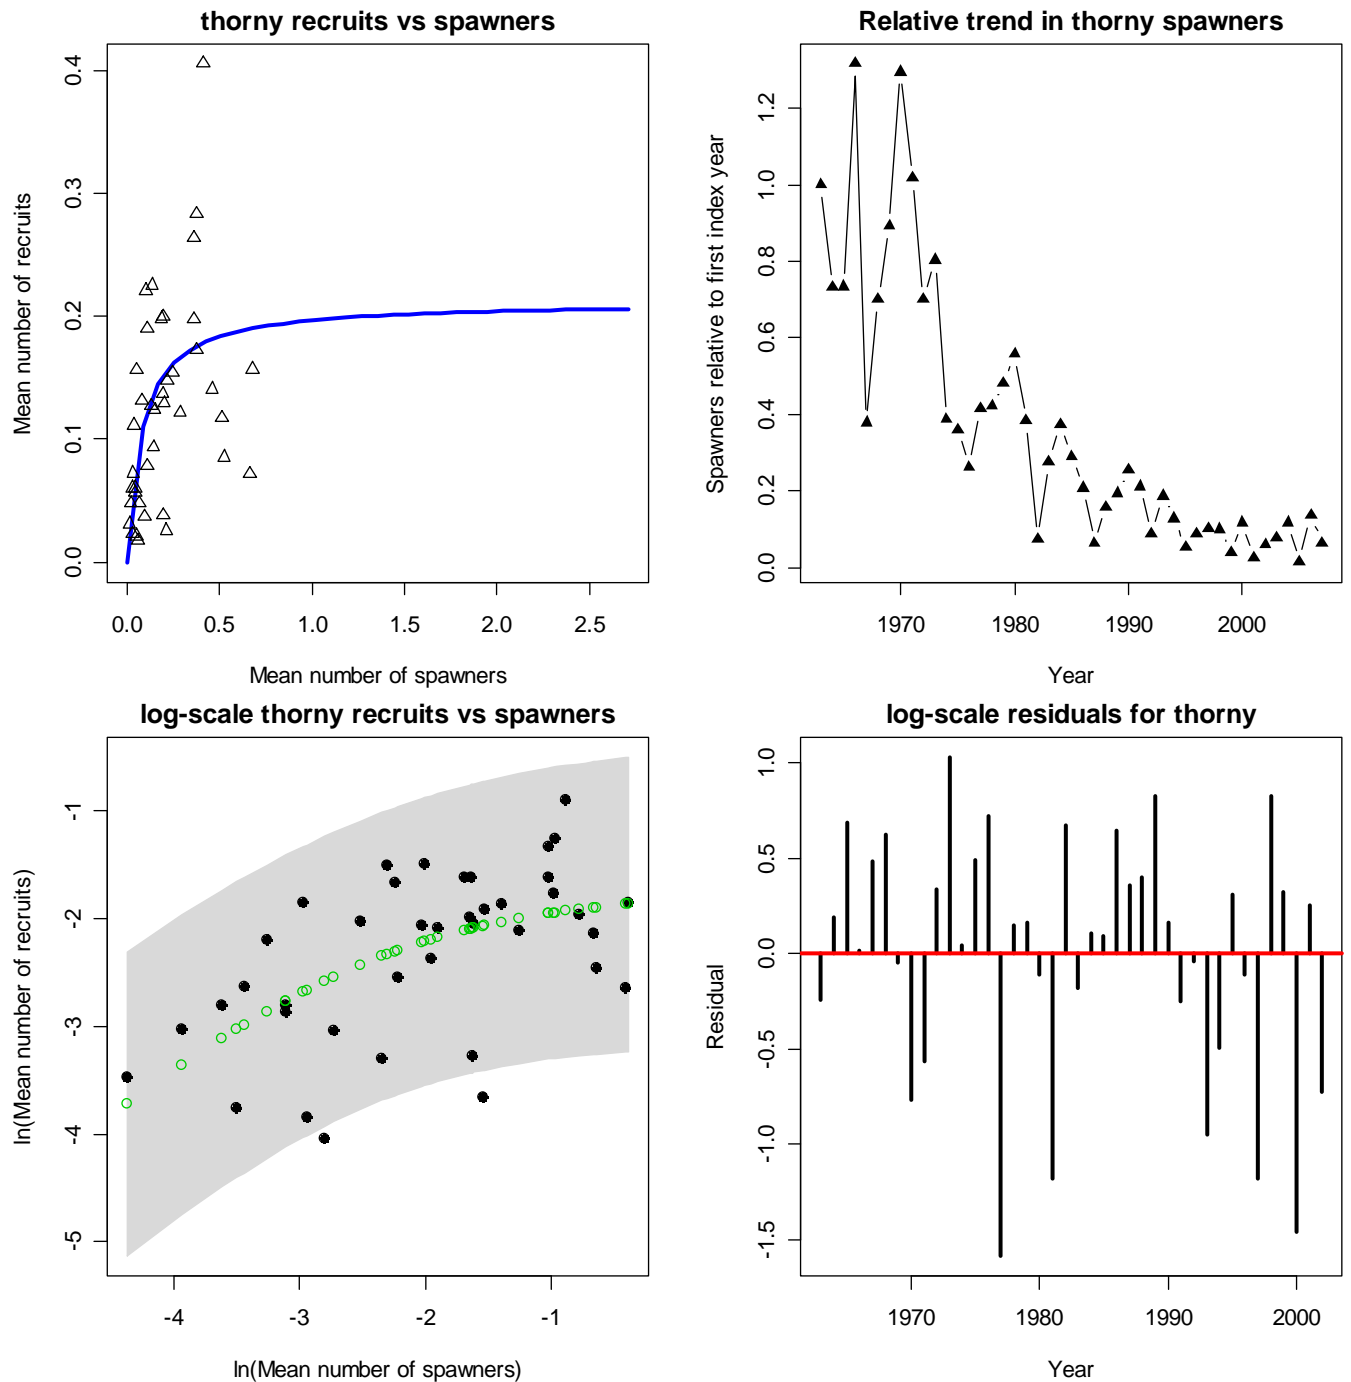 thorny recruits vs spawners
Mean number of recruits
0.4
0.3
0.2
0.1
0.0
0.0 0.5 1.0 1.5 2.0 2.5
Mean number of spawners
Relative trend in thorny spawners
Spawners relative to first index year
1.2
1.0
0.8
0.6
0.4
0.2
0.0
1970 1980 1990 2000
Year
log-scale thorny recruits vs spawners
ln(Mean number of recruits)
-1
-2
-3
-4
-5
-4 -3 -2 -1
ln(Mean number of spawners)
log-scale residuals for thorny
Residual
1.0
0.5
0.0
-0.5
-1.0
-1.5
1970 1980 1990 2000
Year